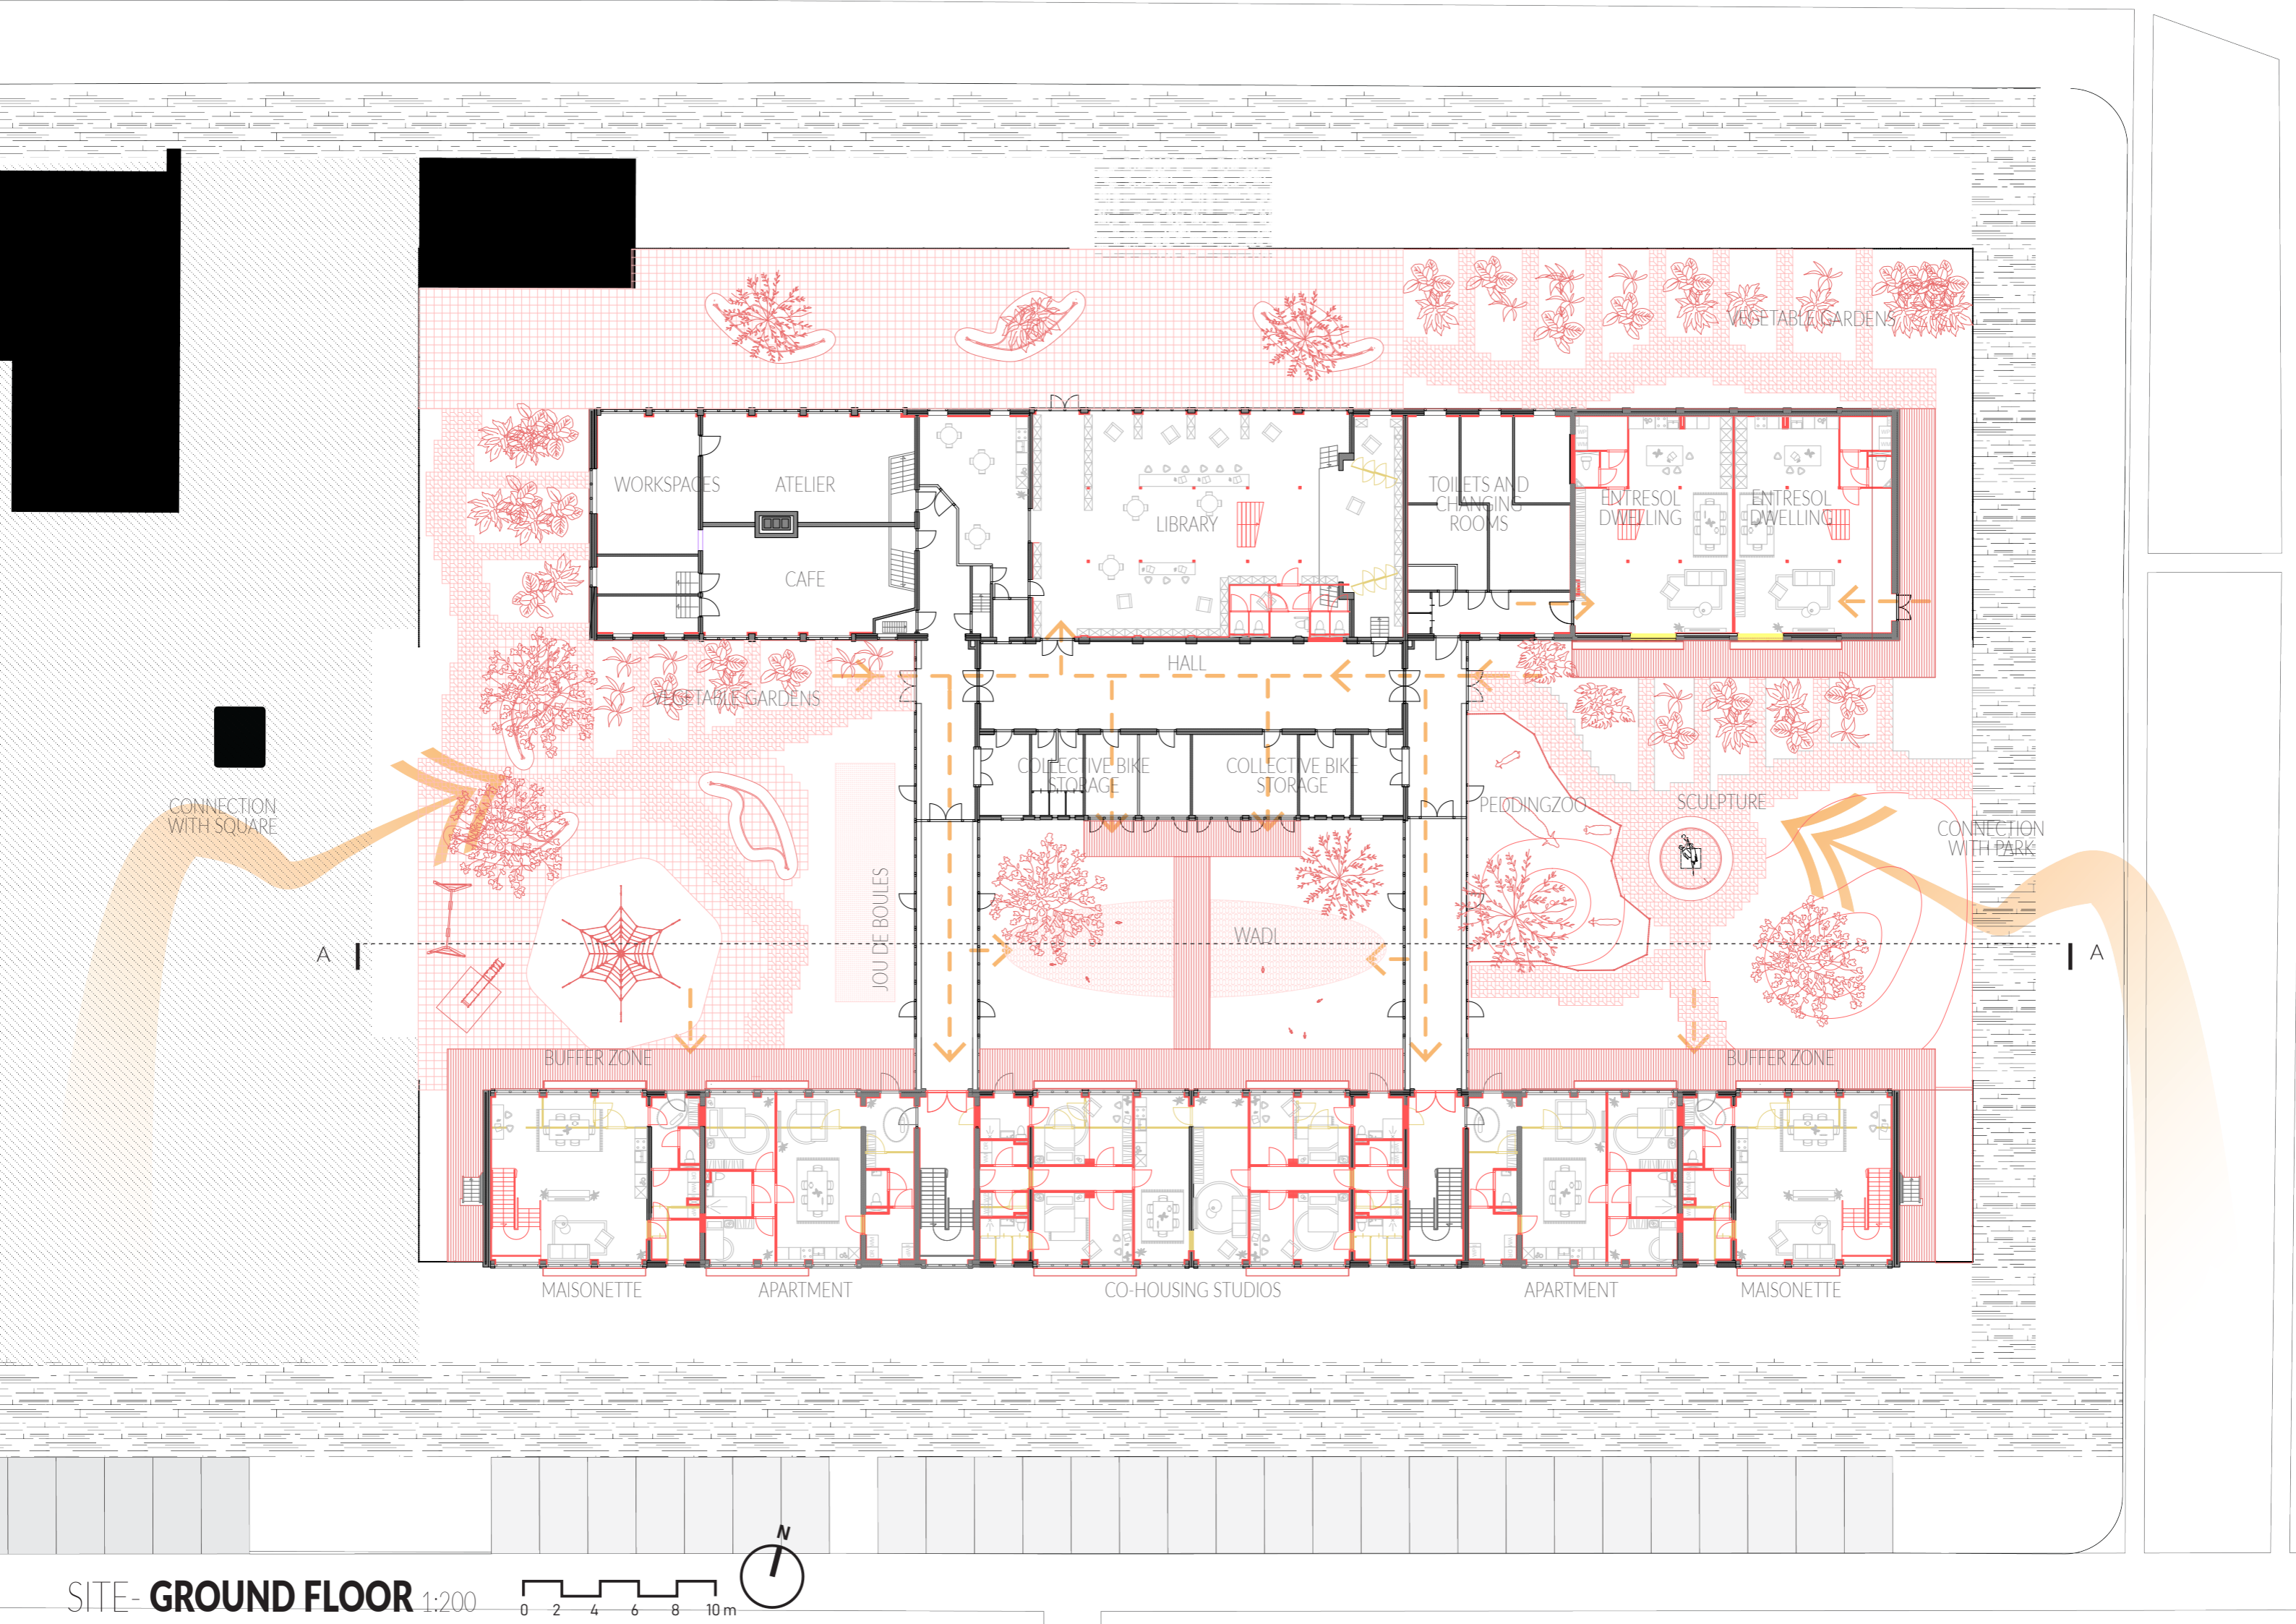 VEGETABLE GARDENS
WORKSPACES
ATELIER
LIBRARY
TOILETS AND
CHANGING
ROOMS
ENTRESOL
DWELLING
ENTRESOL
DWELLING
CAFE
HALL
VEGETABLE GARDENS
COLLECTIVE BIKE
STORAGE
COLLECTIVE BIKE
STORAGE
CONNECTION
WITH SQUARE
PEDDINGZOO
SCULPTURE
CONNECTION
WITH PARK
JOU DE BOULES
WADI
A
A
BUFFER ZONE
BUFFER ZONE
MAISONETTE
APARTMENT
CO-HOUSING STUDIOS
APARTMENT
MAISONETTE
N
SITE- GROUND FLOOR 1:200
0 2 4 6 8 10 m